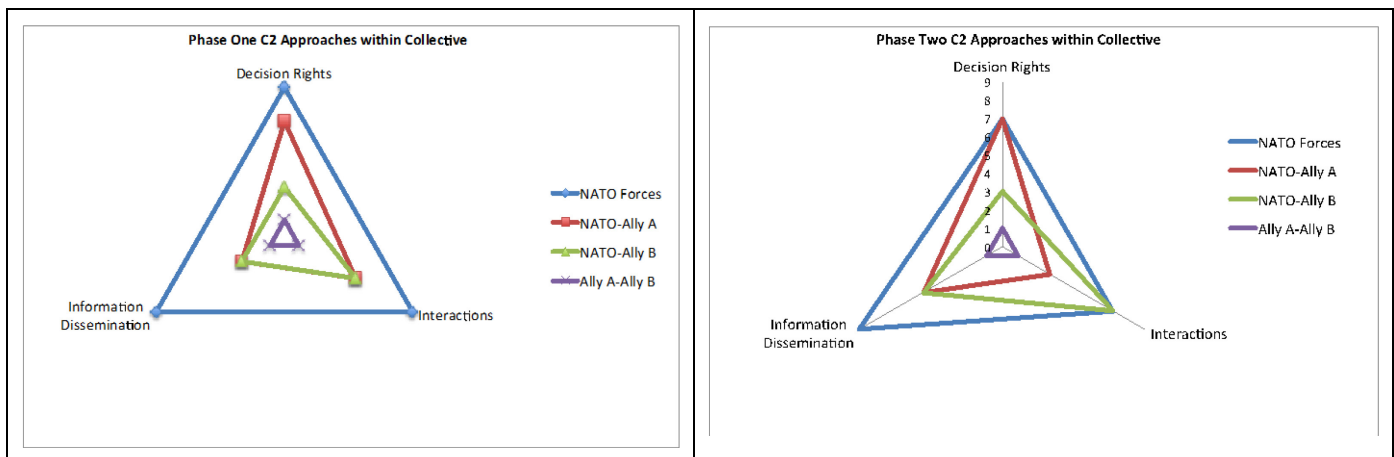 Phase One C2 Approaches within Collective
Decision Rights
Information
Dissemination
Interactions
NATO Forces
NATO-Ally A
NATO-Ally B
Ally A-Ally B
Phase Two C2 Approaches within Collective
Decision Rights
9
8
7
6
5
4
3
2
1
0
Information
Dissemination
Interactions
NATO Forces
NATO-Ally A
NATO-Ally B
Ally A-Ally B